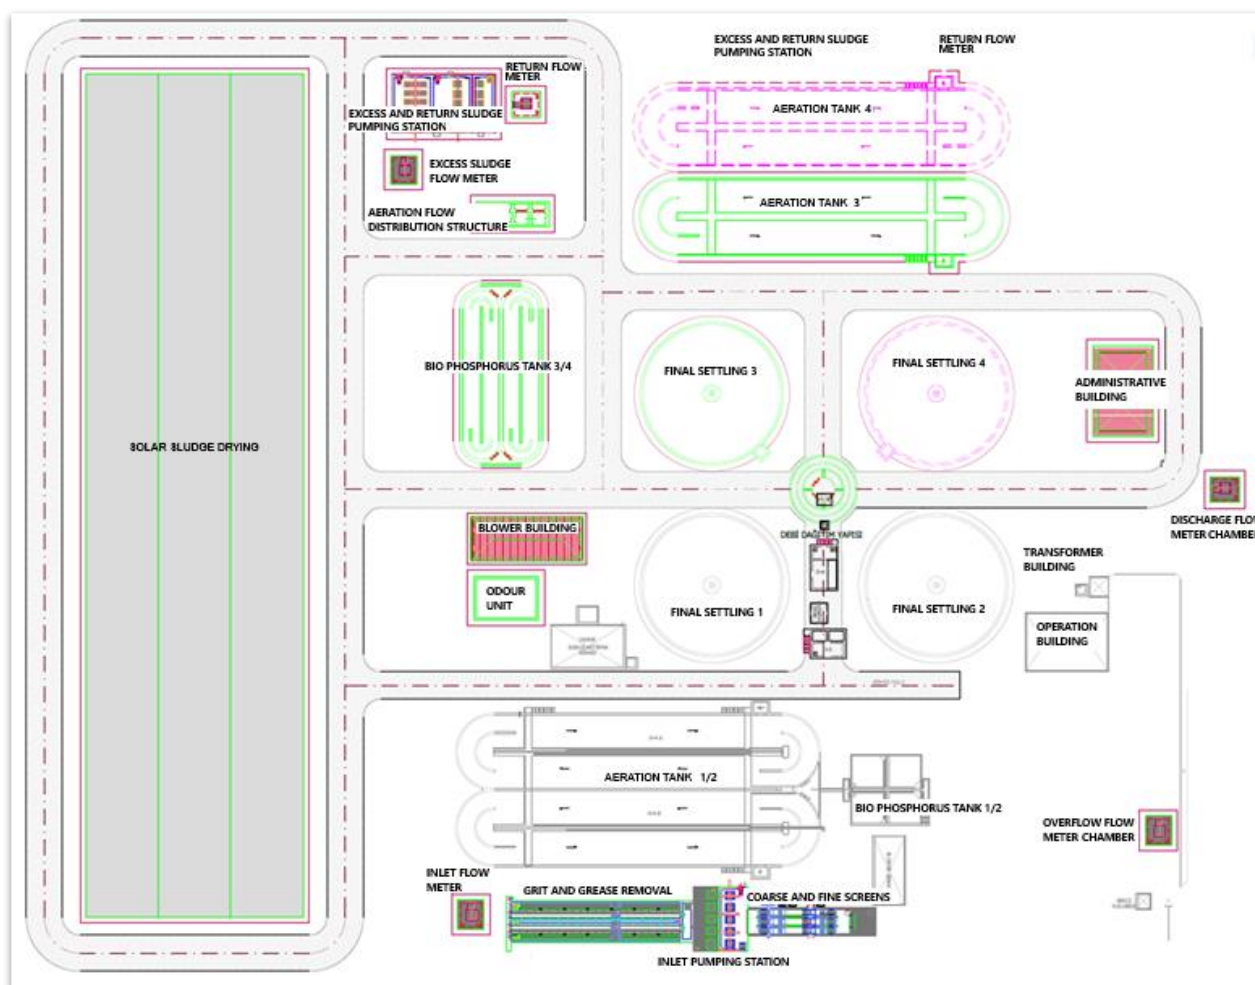 EXCESS AND RETURN SLUDGE
PUMPING STATION
RETURN FLOW
METER
RETURN FLOW
METER
EXCESS AND RETURN SLUDGE
PUMPING STATION
AERATION TANK 4
EXCESS SLUDGE
FLOW METER
AERATION TANK 3
AERATION FLOW
DISTRIBUTION STRUCTURE
BIO PHOSPHORUS TANK 3/4
FINAL SETTLING 3
FINAL SETTLING 4
ADMINISTRATIVE
BUILDING
SOLAR SLUDGE DRYING
BLOWER BUILDING
DEBİ DAĞITIM YAPISI
DISCHARGE FLO
METER CHAMBER
TRANSFORMER
BUILDING
ODOUR
UNIT
FINAL SETTLING 1
FINAL SETTLING 2
OPERATION
BUILDING
AERATION TANK 1/2
BIO PHOSPHORUS TANK 1/2
OVERFLOW FLOW
METER CHAMBER
INLET FLOW
METER
GRIT AND GREASE REMOVAL
COARSE AND FINE SCREENS
INLET PUMPING STATION